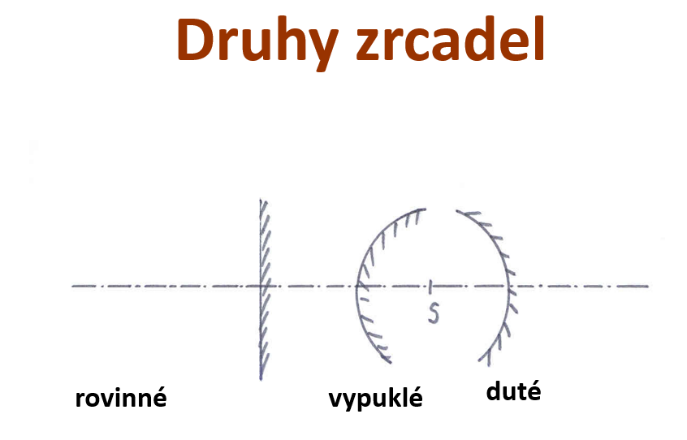 Druhy zrcadel
S
rovinné
vypuklé
duté